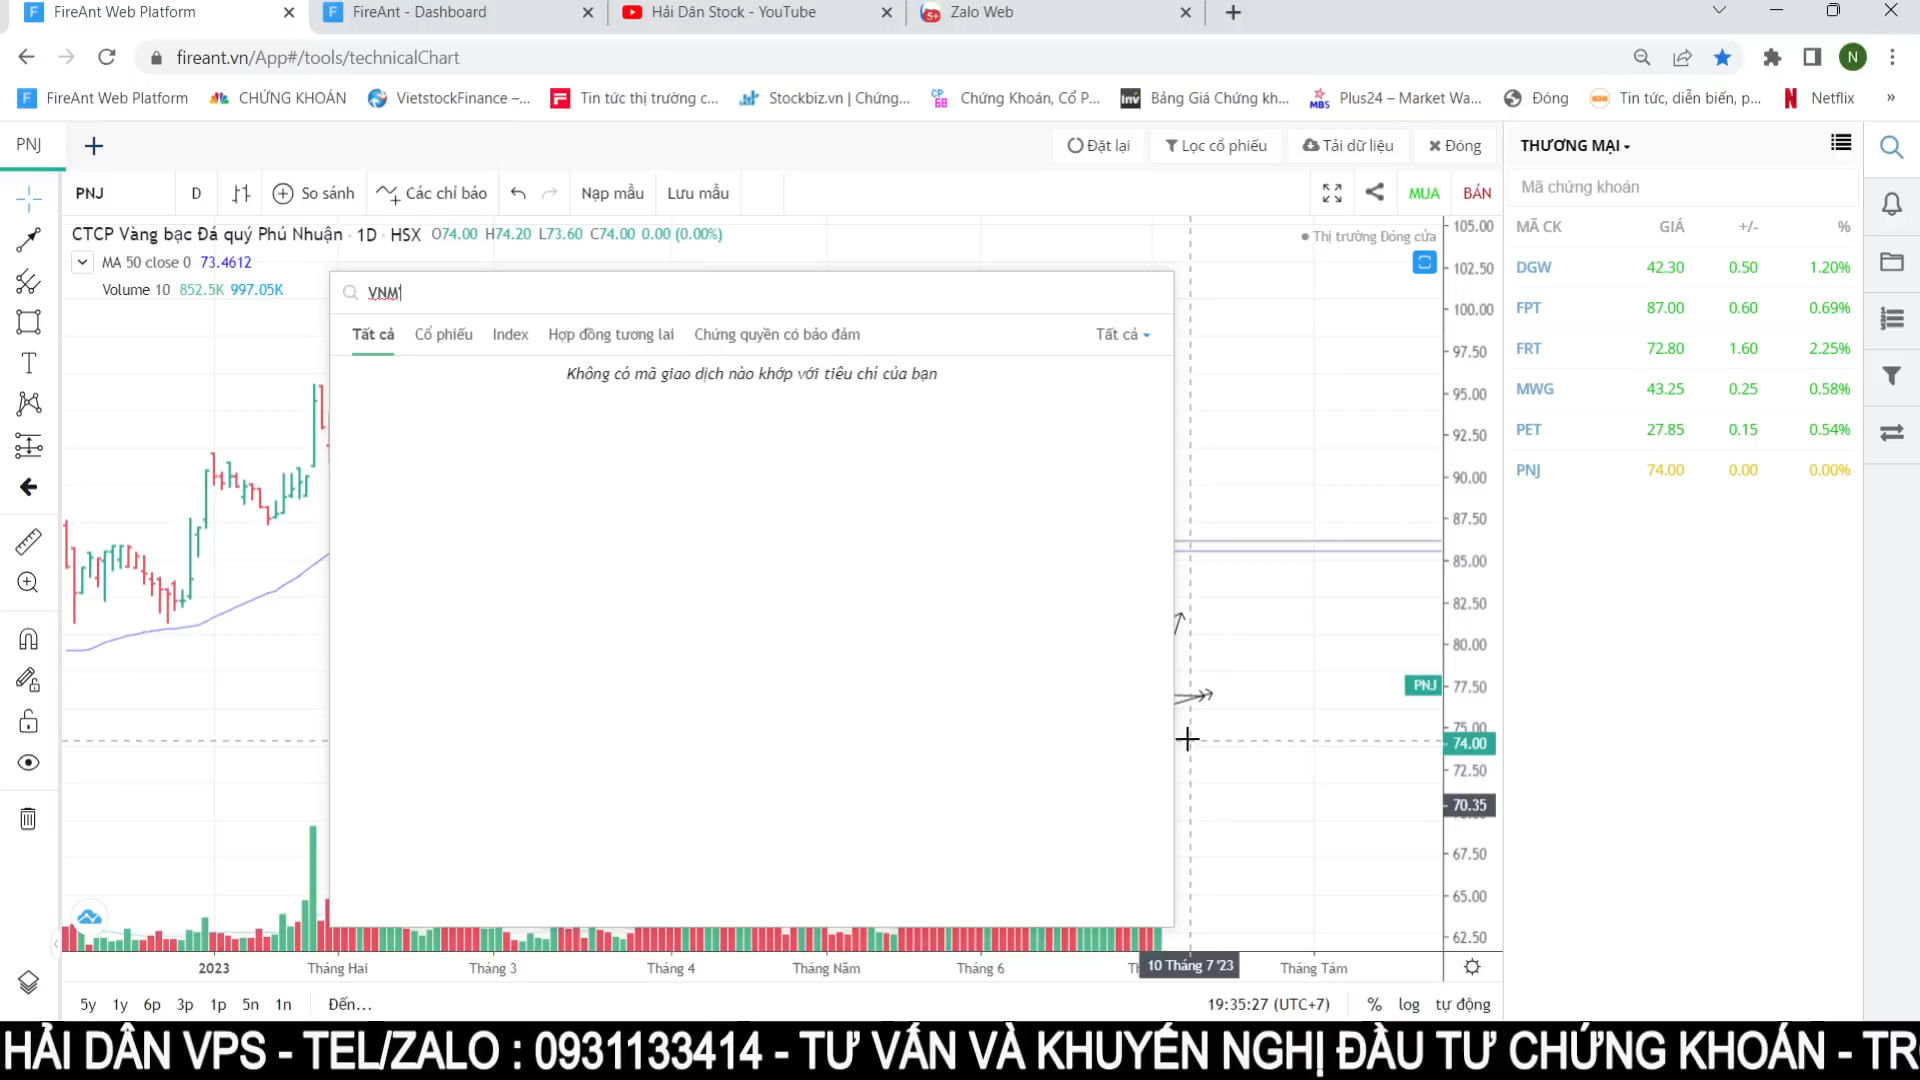 FireAnt Web Platform
FireAnt - Dashboard
Hải Dân Stock - YouTube
5+
Zalo Web
fireant.vn/App#/tools/technicalChart
N
FireAnt Web Platform
CHỨNG KHOÁN
VietstockFinance –...
Tin tức thị trường c...
Stockbiz.vn | Chứng...
Chứng Khoán, Cổ P...
Bảng Giá Chứng kh...
Plus24 – Market Wa...
Đóng
Tin tức, diễn biến, p...
Netflix
»
PNJ
Đặt lại
Lọc cổ phiếu
Tải dữ liệu
Đóng
THƯƠNG MẠI
PNJ
D
So sánh
Các chỉ báo
Nạp mẫu
Lưu mẫu
MUA
BÁN
Mã chứng khoán
CTCP Vàng bạc Đá quý Phú Nhuận · 1D · HSX O74.00 H74.20 L73.60 C74.00 0.00 (0.00%)
Thị trường Đóng cửa
MA 50 close 0 73.4612
Volume 10 852.5K 997.05K
VNM'
Tất cả
Cổ phiếu
Index
Hợp đồng tương lai
Chứng quyền có bảo đảm
Tất cả
Không có mã giao dịch nào khớp với tiêu chí của bạn
105.00
102.50
100.00
97.50
95.00
92.50
90.00
87.50
85.00
82.50
80.00
PNJ
77.50
75.00
74.00
72.50
70.35
67.50
65.00
62.50
MÃ CK GIÁ +/- %
DGW 42.30 0.50 1.20%
FPT 87.00 0.60 0.69%
FRT 72.80 1.60 2.25%
MWG 43.25 0.25 0.58%
PET 27.85 0.15 0.54%
PNJ 74.00 0.00 0.00%
2023
Tháng Hai
Tháng 3
Tháng 4
Tháng Năm
Tháng 6
10 Tháng 7 '23
Tháng Tám
5y 1y 6p 3p 1p 5n 1n
Đến...
19:35:27 (UTC+7)
%
log
tự động
HẢI DÂN VPS - TEL/ZALO : 0931133414 - TƯ VẤN VÀ KHUYẾN NGHỊ ĐẦU TƯ CHỨNG KHOÁN - TR